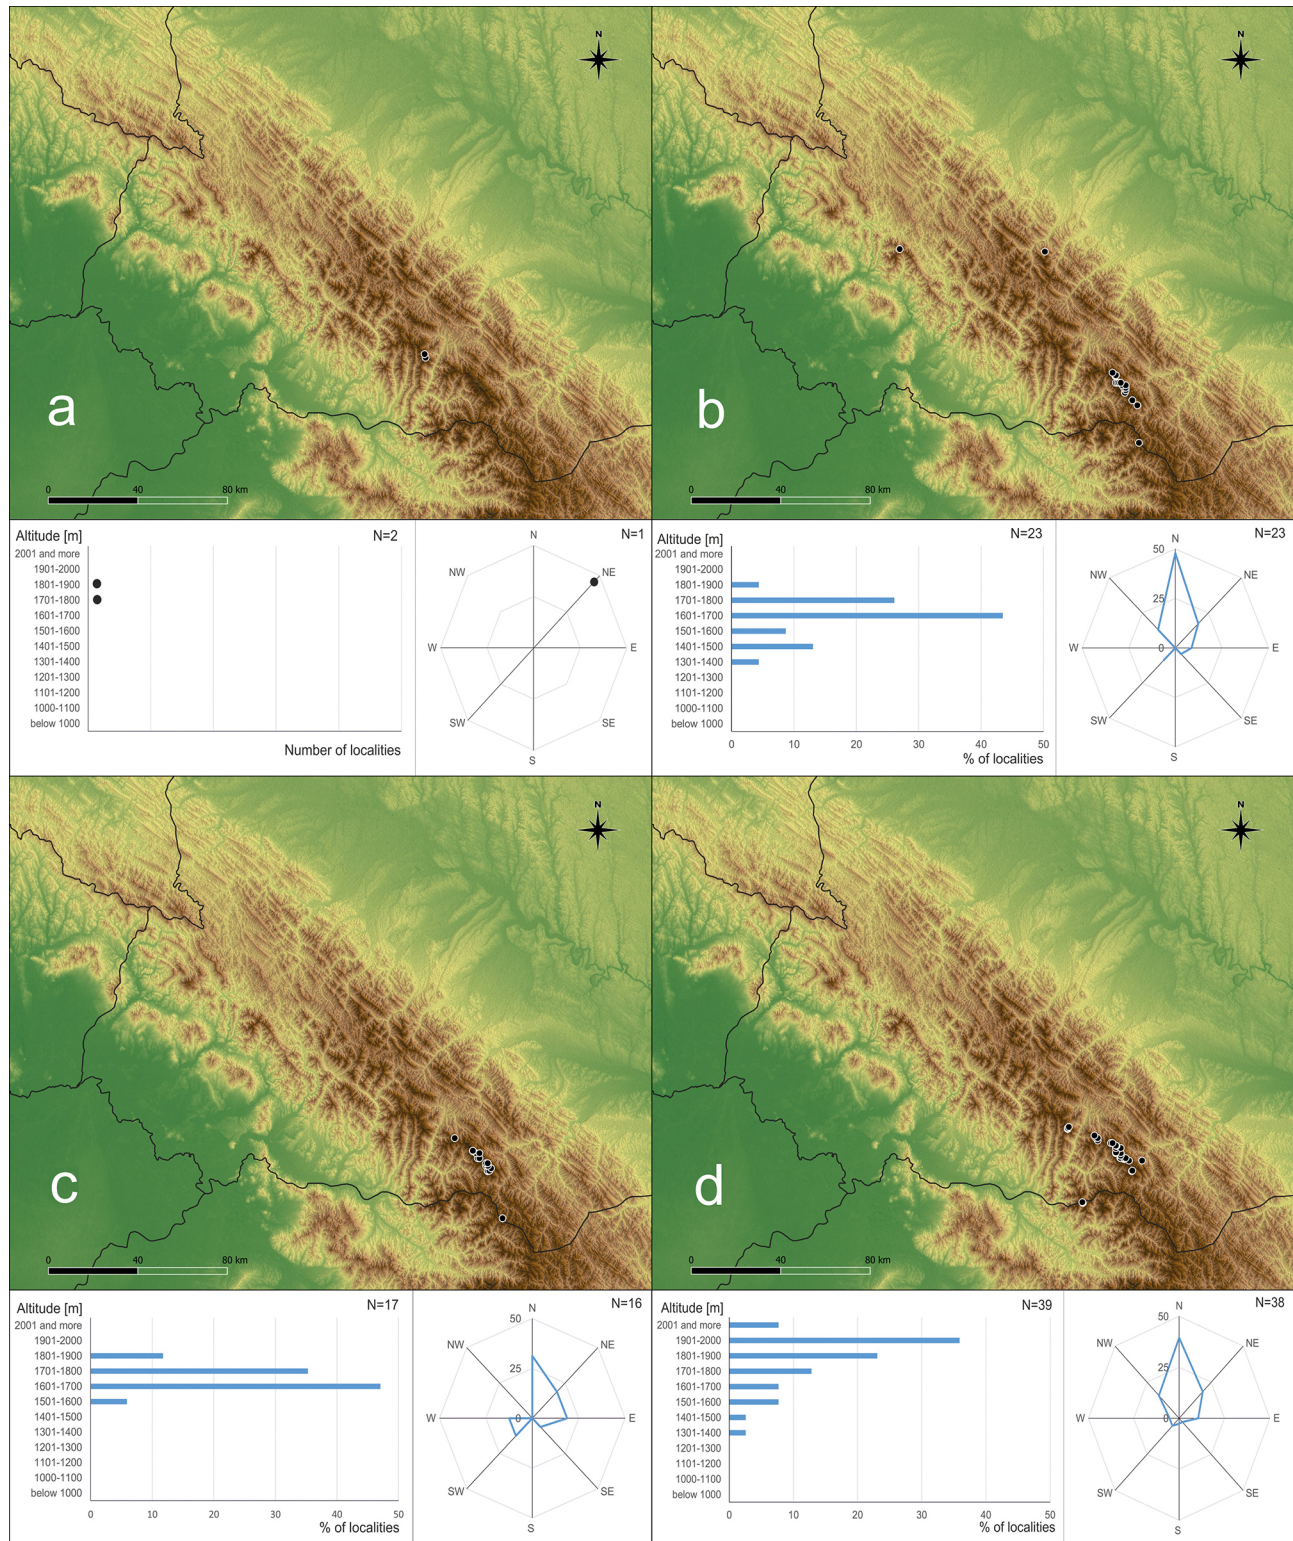 N
a
0 40 80 km
N
b
0 40 80 km
Altitude [m]
N=2
2001 and more
1901-2000
1801-1900
1701-1800
1601-1700
1501-1600
1401-1500
1301-1400
1201-1300
1101-1200
1000-1100
below 1000
Number of localities
N=1
N
NE
E
SE
S
SW
W
NW
Altitude [m]
N=23
2001 and more
1901-2000
1801-1900
1701-1800
1601-1700
1501-1600
1401-1500
1301-1400
1201-1300
1101-1200
1000-1100
below 1000
0 10 20 30 40 50
% of localities
N=23
N
NE
E
SE
S
SW
W
NW
50
25
0
N
c
0 40 80 km
N
d
0 40 80 km
Altitude [m]
N=17
2001 and more
1901-2000
1801-1900
1701-1800
1601-1700
1501-1600
1401-1500
1301-1400
1201-1300
1101-1200
1000-1100
below 1000
0 10 20 30 40 50
% of localities
N=16
N
NE
E
SE
S
SW
W
NW
50
25
0
Altitude [m]
N=39
2001 and more
1901-2000
1801-1900
1701-1800
1601-1700
1501-1600
1401-1500
1301-1400
1201-1300
1101-1200
1000-1100
below 1000
0 10 20 30 40 50
% of localities
N=38
N
NE
E
SE
S
SW
W
NW
50
25
0